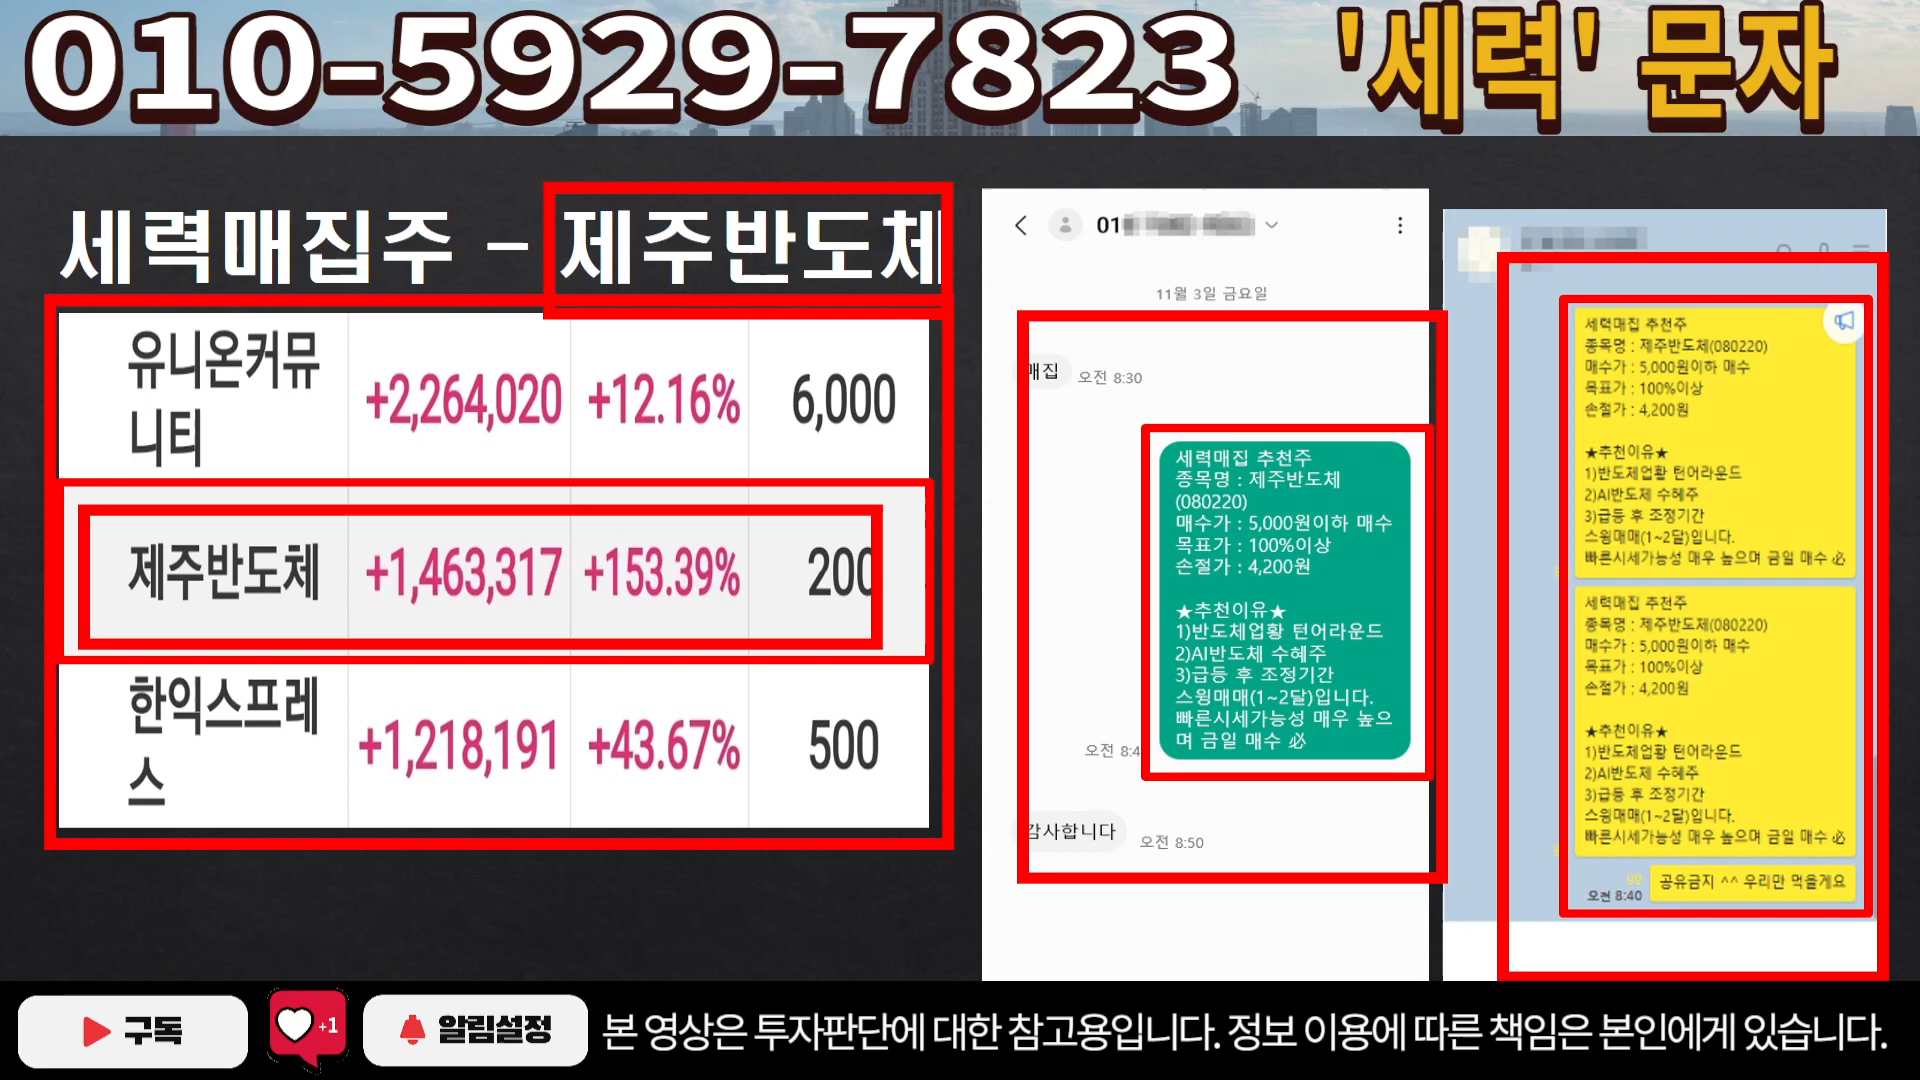 010-5929-7823 '세력' 문자
세력매집주 - 제주반도체
유니온커뮤
니티
+2,264,020 +12.16% 6,000
제주반도체 +1,463,317 +153.39% 200
한익스프레
스
+1,218,191 +43.67% 500
01
11월 3일 금요일
매집
오전 8:30
세력매집 추천주
종목명 : 제주반도체
(080220)
매수가 : 5,000원이하 매수
목표가 : 100%이상
손절가 : 4,200원
★추천이유★
1)반도체업황 턴어라운드
2)AI반도체 수혜주
3)급등 후 조정기간
스윙매매(1~2달)입니다.
빠른시세가능성 매우 높으
며 금일 매수 必
오전 8:4
감사합니다
오전 8:50
세력매집 추천주
종목명 : 제주반도체(080220)
매수가 : 5,000원이하 매수
목표가 : 100%이상
손절가 : 4,200원
★추천이유★
1)반도체업황 턴어라운드
2)AI반도체 수혜주
3)급등 후 조정기간
스윙매매(1~2달)입니다.
빠른시세가능성 매우 높으며 금일 매수 必
세력매집 추천주
종목명 : 제주반도체(080220)
매수가 : 5,000원이하 매수
목표가 : 100%이상
손절가 : 4,200원
★추천이유★
1)반도체업황 턴어라운드
2)AI반도체 수혜주
3)급등 후 조정기간
스윙매매(1~2달)입니다.
빠른시세가능성 매우 높으며 금일 매수 必
공유금지 ^^ 우리만 먹을게요
오전 8:40
구독
+1
알림설정
본 영상은 투자판단에 대한 참고용입니다. 정보 이용에 따른 책임은 본인에게 있습니다.